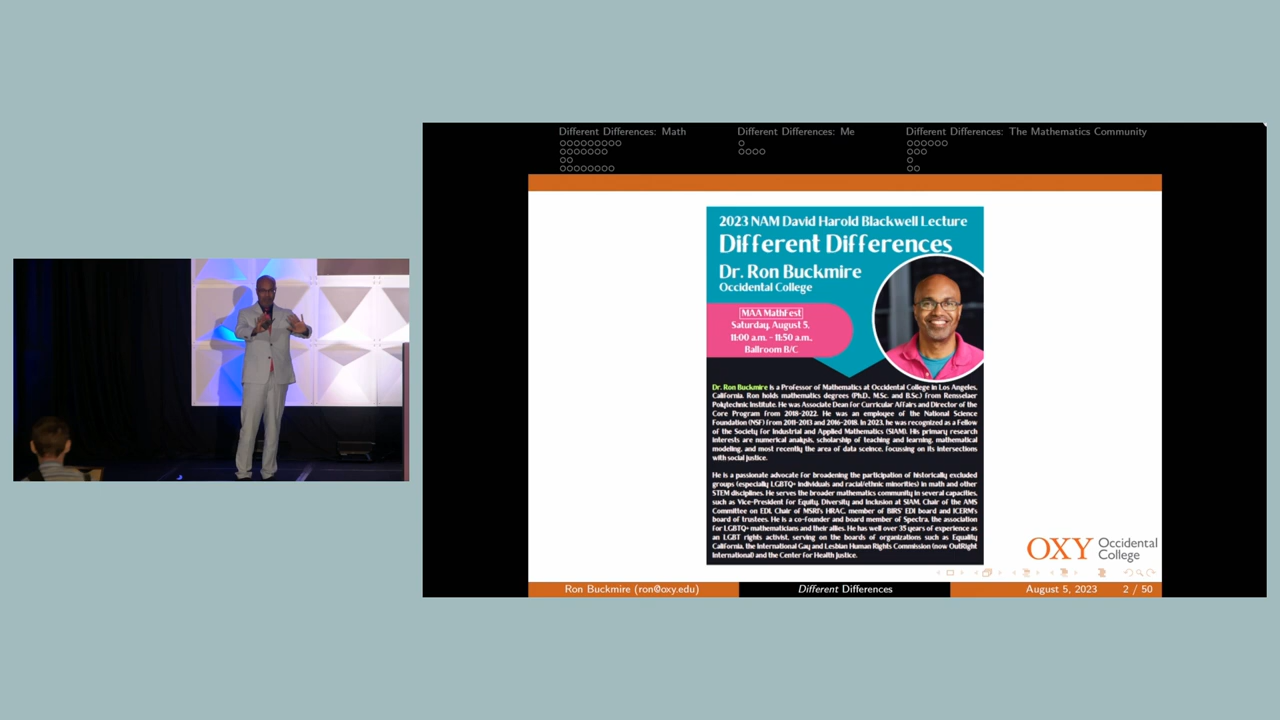 Different Differences: Math
Different Differences: Me
Different Differences: The Mathematics Community
2023 NAM David Harold Blackwell Lecture
Different Differences
Dr. Ron Buckmire
Occidental College
MAA MathFest
Saturday, August 5,
11:00 a.m. - 11:50 a.m.,
Ballroom B/C
Dr. Ron Buckmire is a Professor of Mathematics at Occidental College in Los Angeles,
California. Ron holds mathematics degrees (Ph.D., M.Sc. and B.Sc.) from Rensselaer
Polytechnic Institute. He was Associate Dean for Curricular Affairs and Director of the
Core Program from 2018-2022. He was an employee of the National Science
Foundation (NSF) from 2011-2013 and 2016-2018. In 2023, he was recognized as a Fellow
of the Society for Industrial and Applied Mathematics (SIAM). His primary research
interests are numerical analysis, scholarship of teaching and learning, mathematical
modeling, and most recently the area of data sceince, focussing on its intersections
with social justice.
He is a passionate advocate for broadening the participation of historically excluded
groups (especially LGBTQ+ individuals and racial/ethnic minorities) in math and other
STEM disciplines. He serves the broader mathematics community in several capacities,
such as Vice-President for Equity, Diversity and Inclusion at SIAM, Chair of the AMS
Committee on EDI, Chair of MSRI's HRAC, member of BIRS' EDI board and ICERM's
board of trustees. He is a co-founder and board member of Spectra, the association
for LGBTQ+ mathematicians and their allies. He has well over 35 years of experience as
an LGBT rights activist, serving on the boards of organizations such as Equality
California, the International Gay and Lesbian Human Rights Commission (now OutRight
International) and the Center for Health Justice.
OXY Occidental
College
Ron Buckmire (ron@oxy.edu)
Different Differences
August 5, 2023
2 / 50